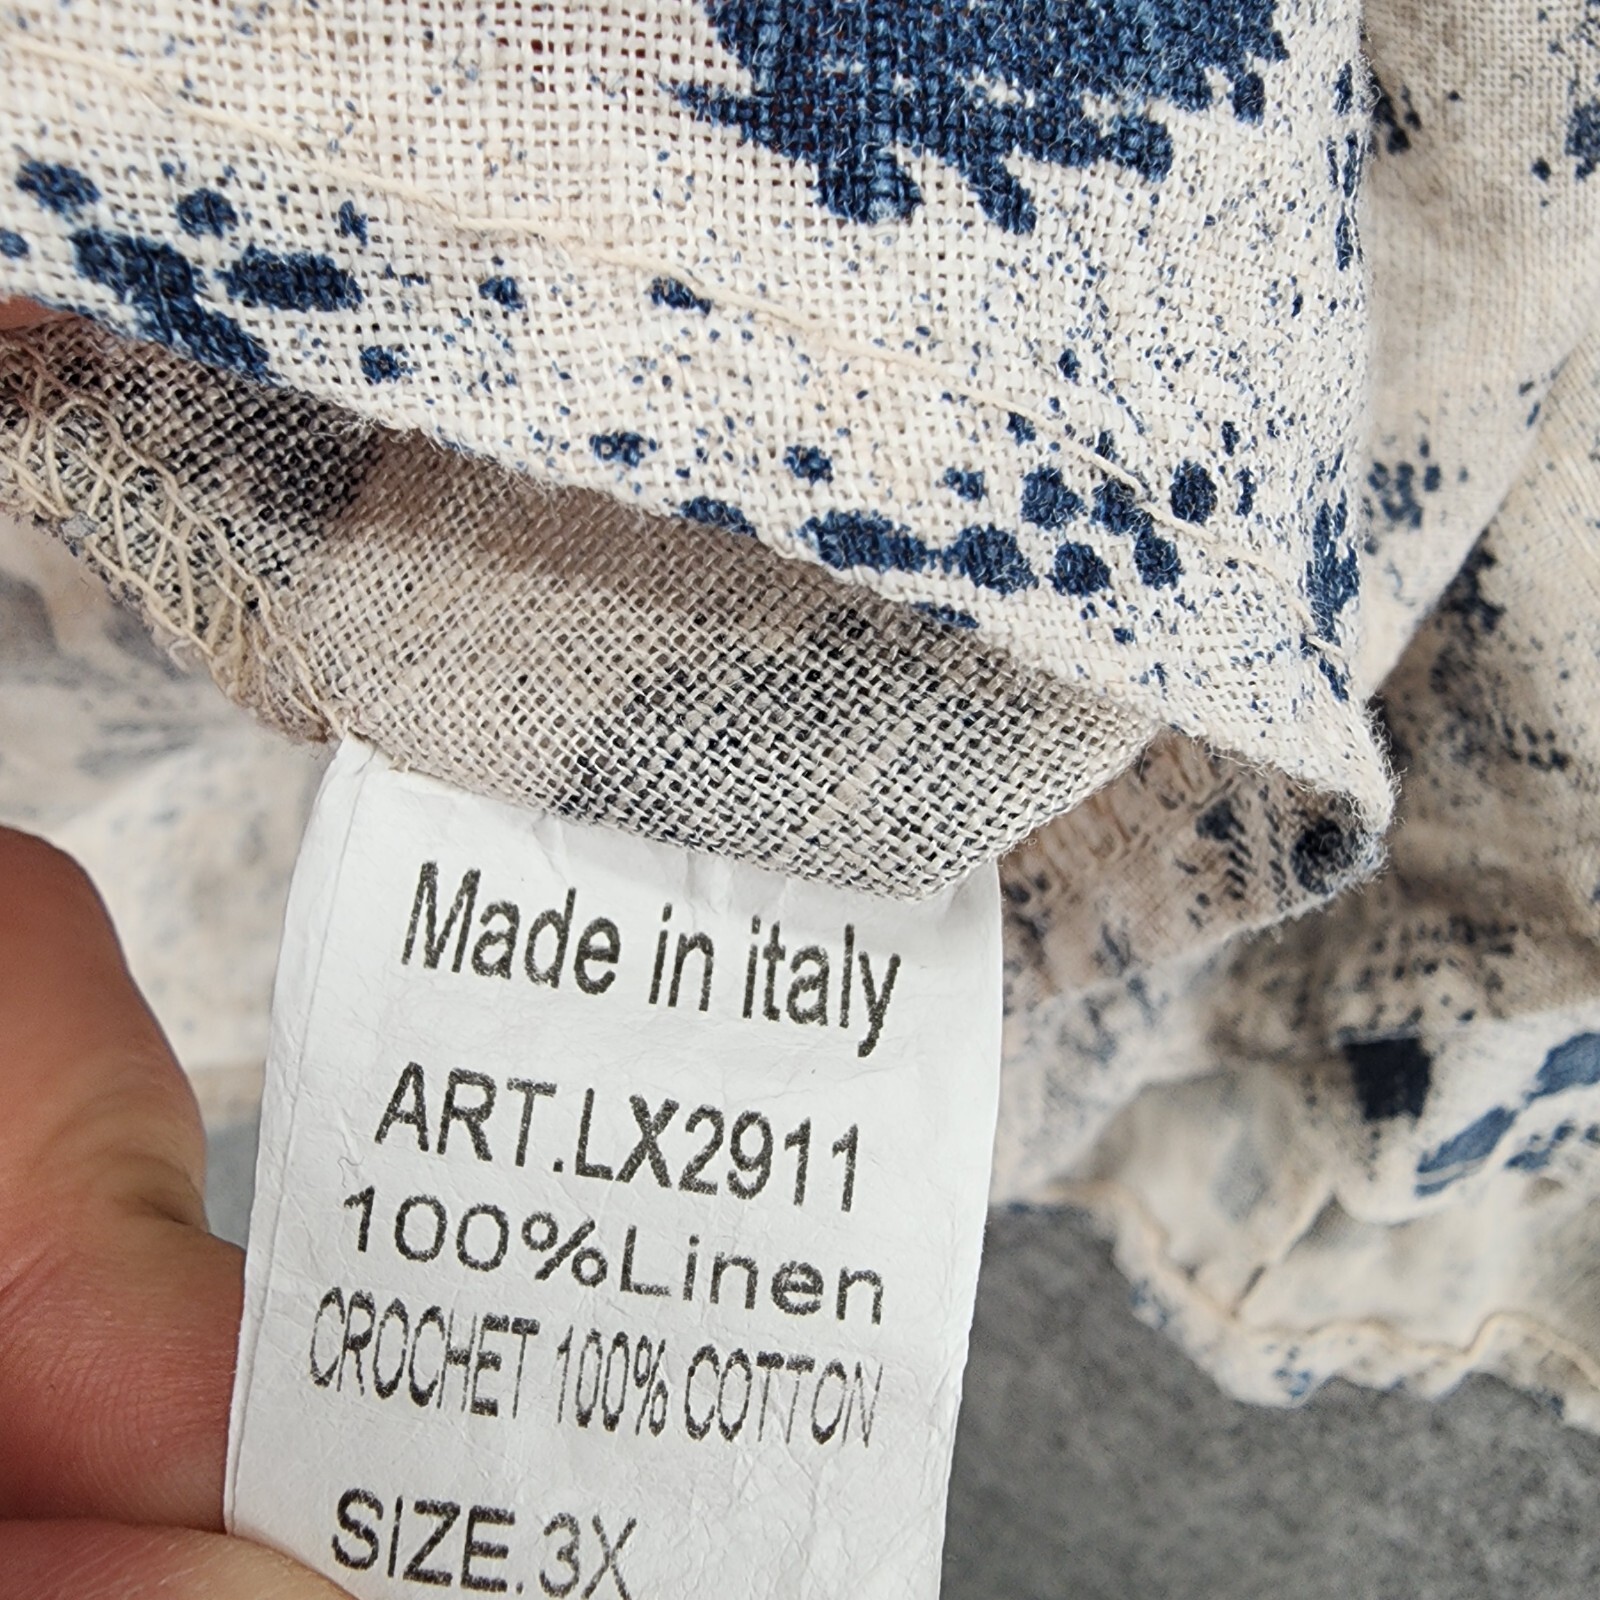 Made in italy
ART.LX2911
100%Linen
CROCHET 100% COTTON
SIZE.3X